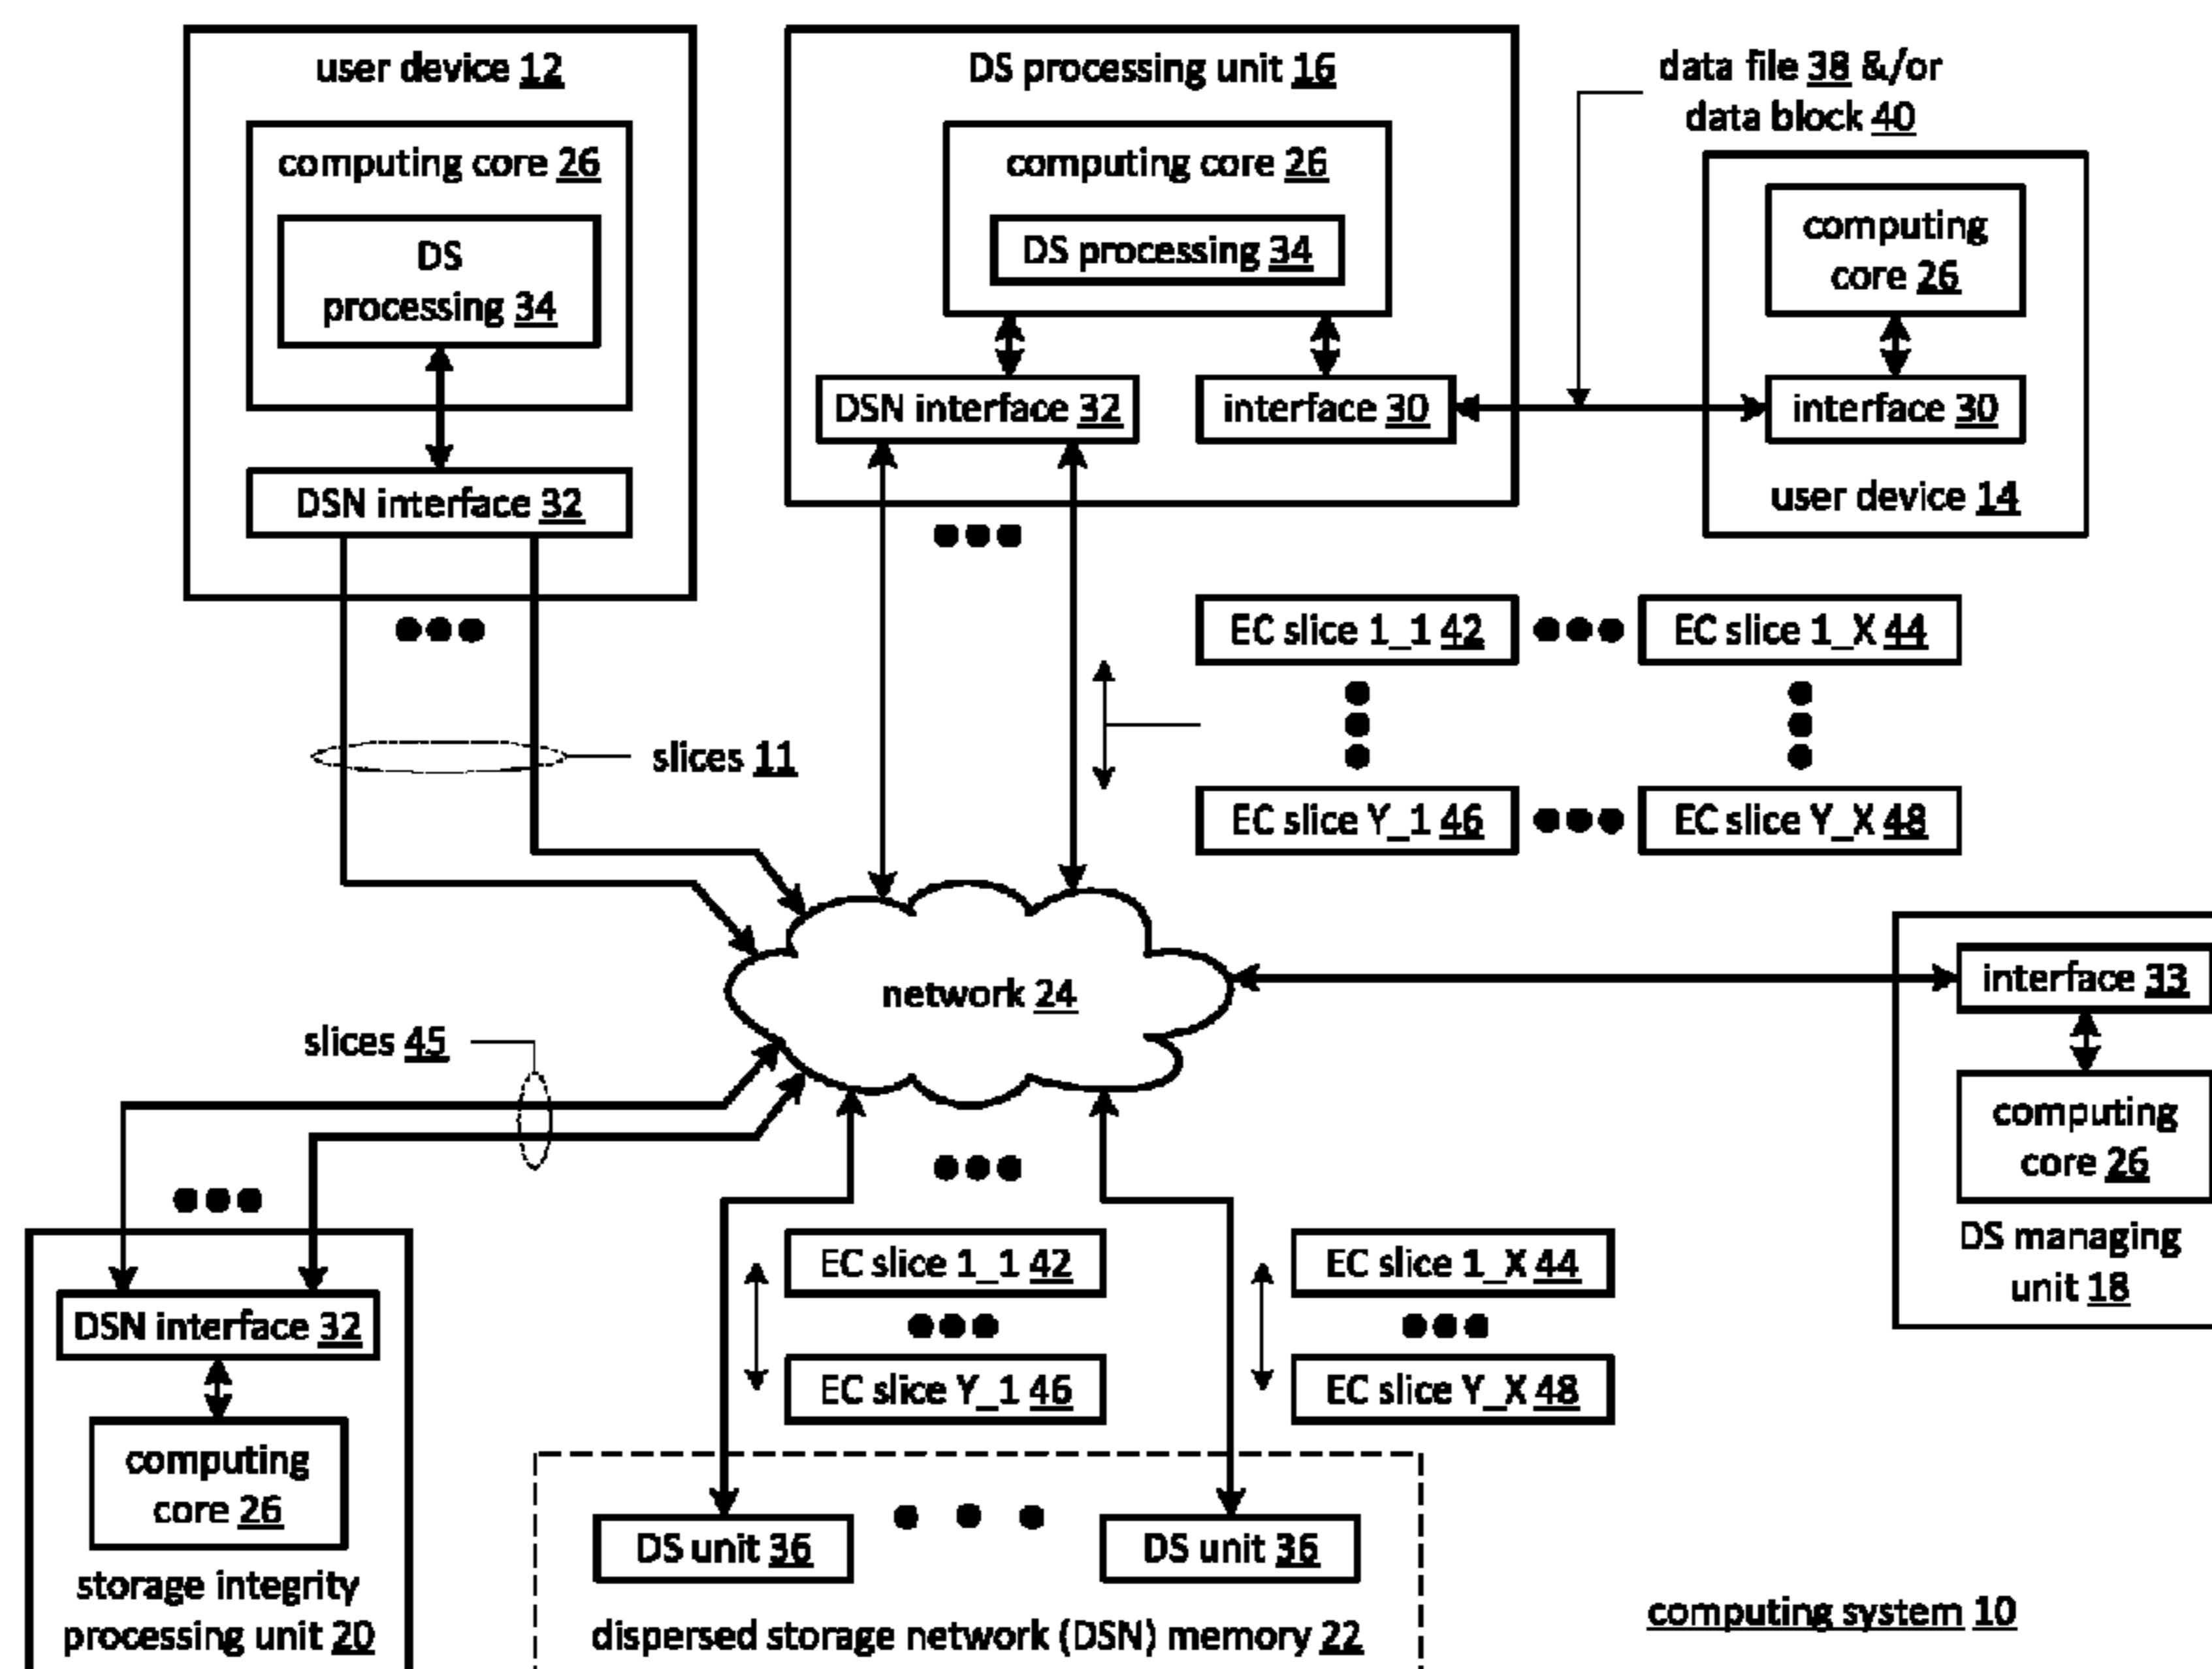 user device 12
computing core 26
DS
processing 34
DSN interface 32
DS processing unit 16
computing core 26
DS processing 34
DSN interface 32
interface 30
data file 38 &/or
data block 40
computing
core 26
interface 30
user device 14
EC slice 1_1 42
EC slice 1_X 44
EC slice Y_1 46
EC slice Y_X 48
slices 11
network 24
interface 33
computing
core 26
DS managing
unit 18
slices 45
DSN interface 32
computing
core 26
storage integrity
processing unit 20
EC slice 1_1 42
EC slice Y_1 46
EC slice 1_X 44
EC slice Y_X 48
DS unit 36
DS unit 36
dispersed storage network (DSN) memory 22
computing system 10